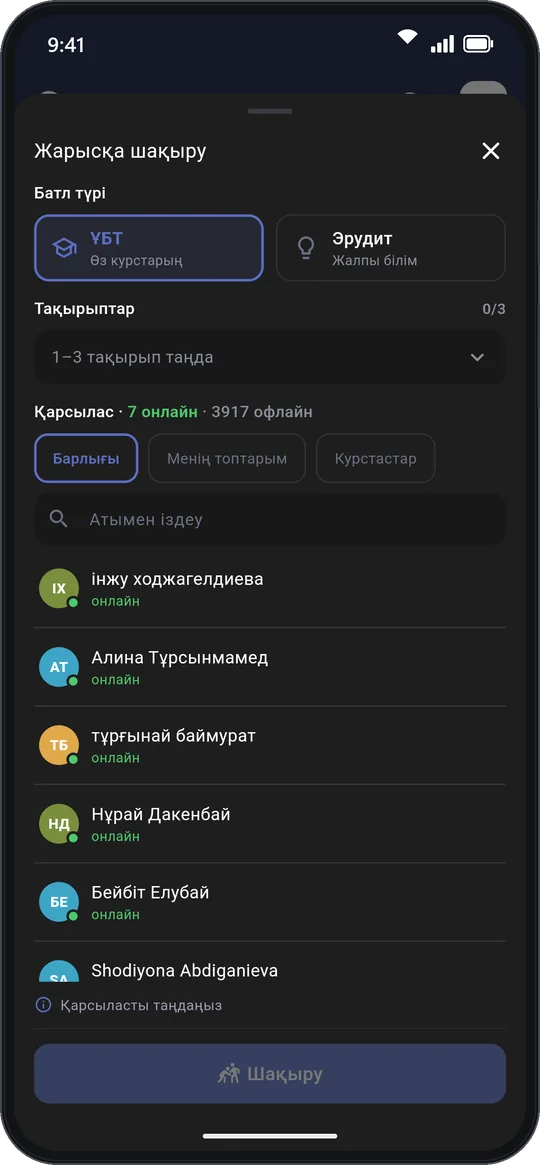 9:41
Жарысқа шақыру
Батл түрі
ҰБТ
Өз курстарың
Эрудит
Жалпы білім
Тақырыптар 0/3
1–3 тақырып таңда
Қарсылас · 7 онлайн · 3917 офлайн
Барлығы Менің топтарым Курстастар
Атымен іздеу
ІХ інжу ходжагелдиева
онлайн
АТ Алина Тұрсынмамед
онлайн
ТБ тұрғынай баймурат
онлайн
НД Нұрай Дакенбай
онлайн
БЕ Бейбіт Елубай
онлайн
SA Shodiyona Abdiganieva
Қарсыласты таңдаңыз
Шақыру